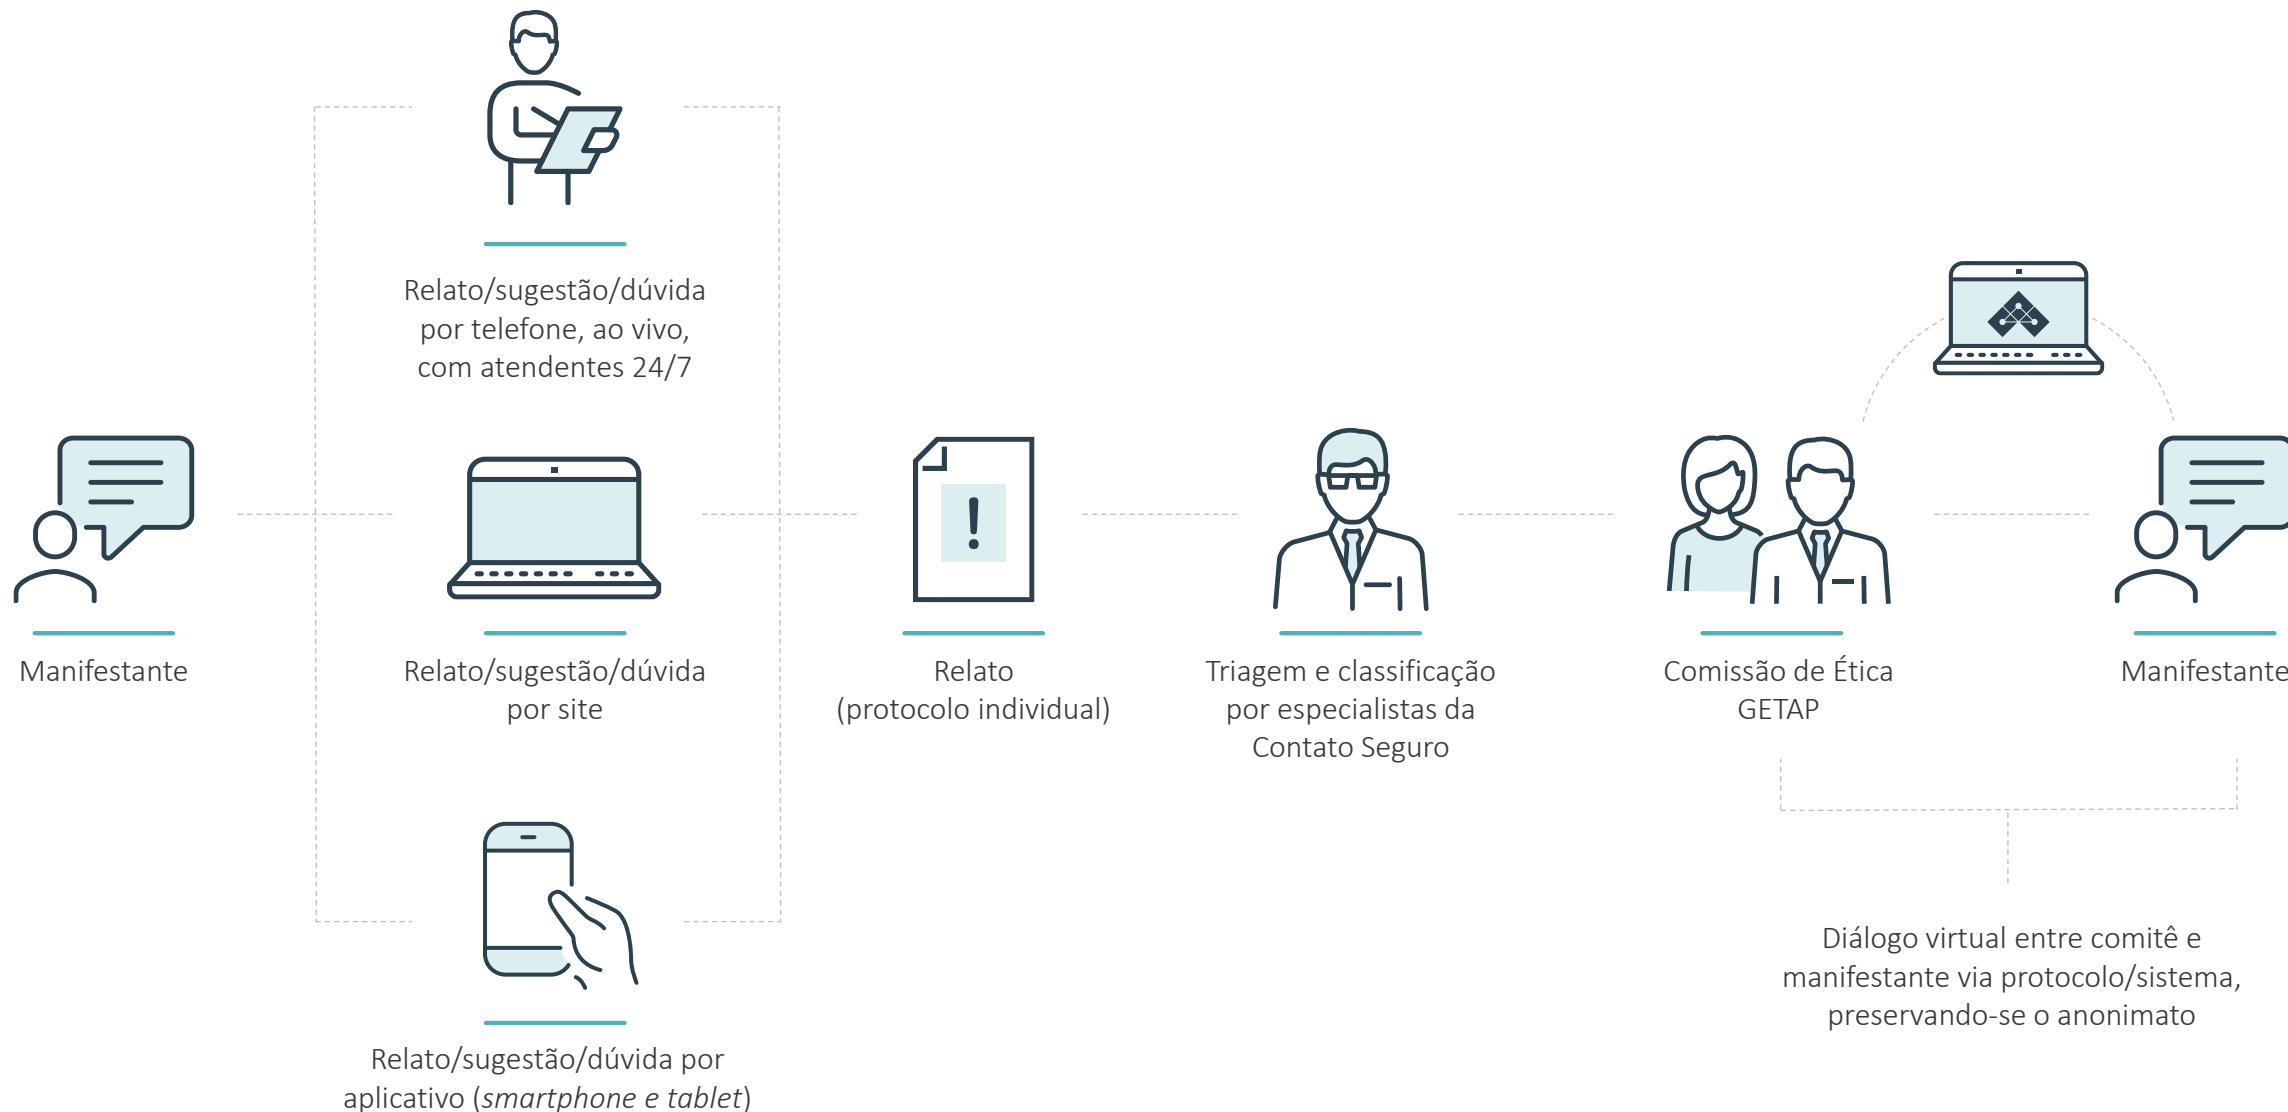 Relato/sugestão/dúvida
por telefone, ao vivo,
com atendentes 24/7
Manifestante
Relato/sugestão/dúvida
por site
Relato
(protocolo individual)
Triagem e classificação
por especialistas da
Contato Seguro
Comissão de Ética
GETAP
Manifestante
Relato/sugestão/dúvida por
aplicativo (smartphone e tablet)
Diálogo virtual entre comitê e
manifestante via protocolo/sistema,
preservando-se o anonimato